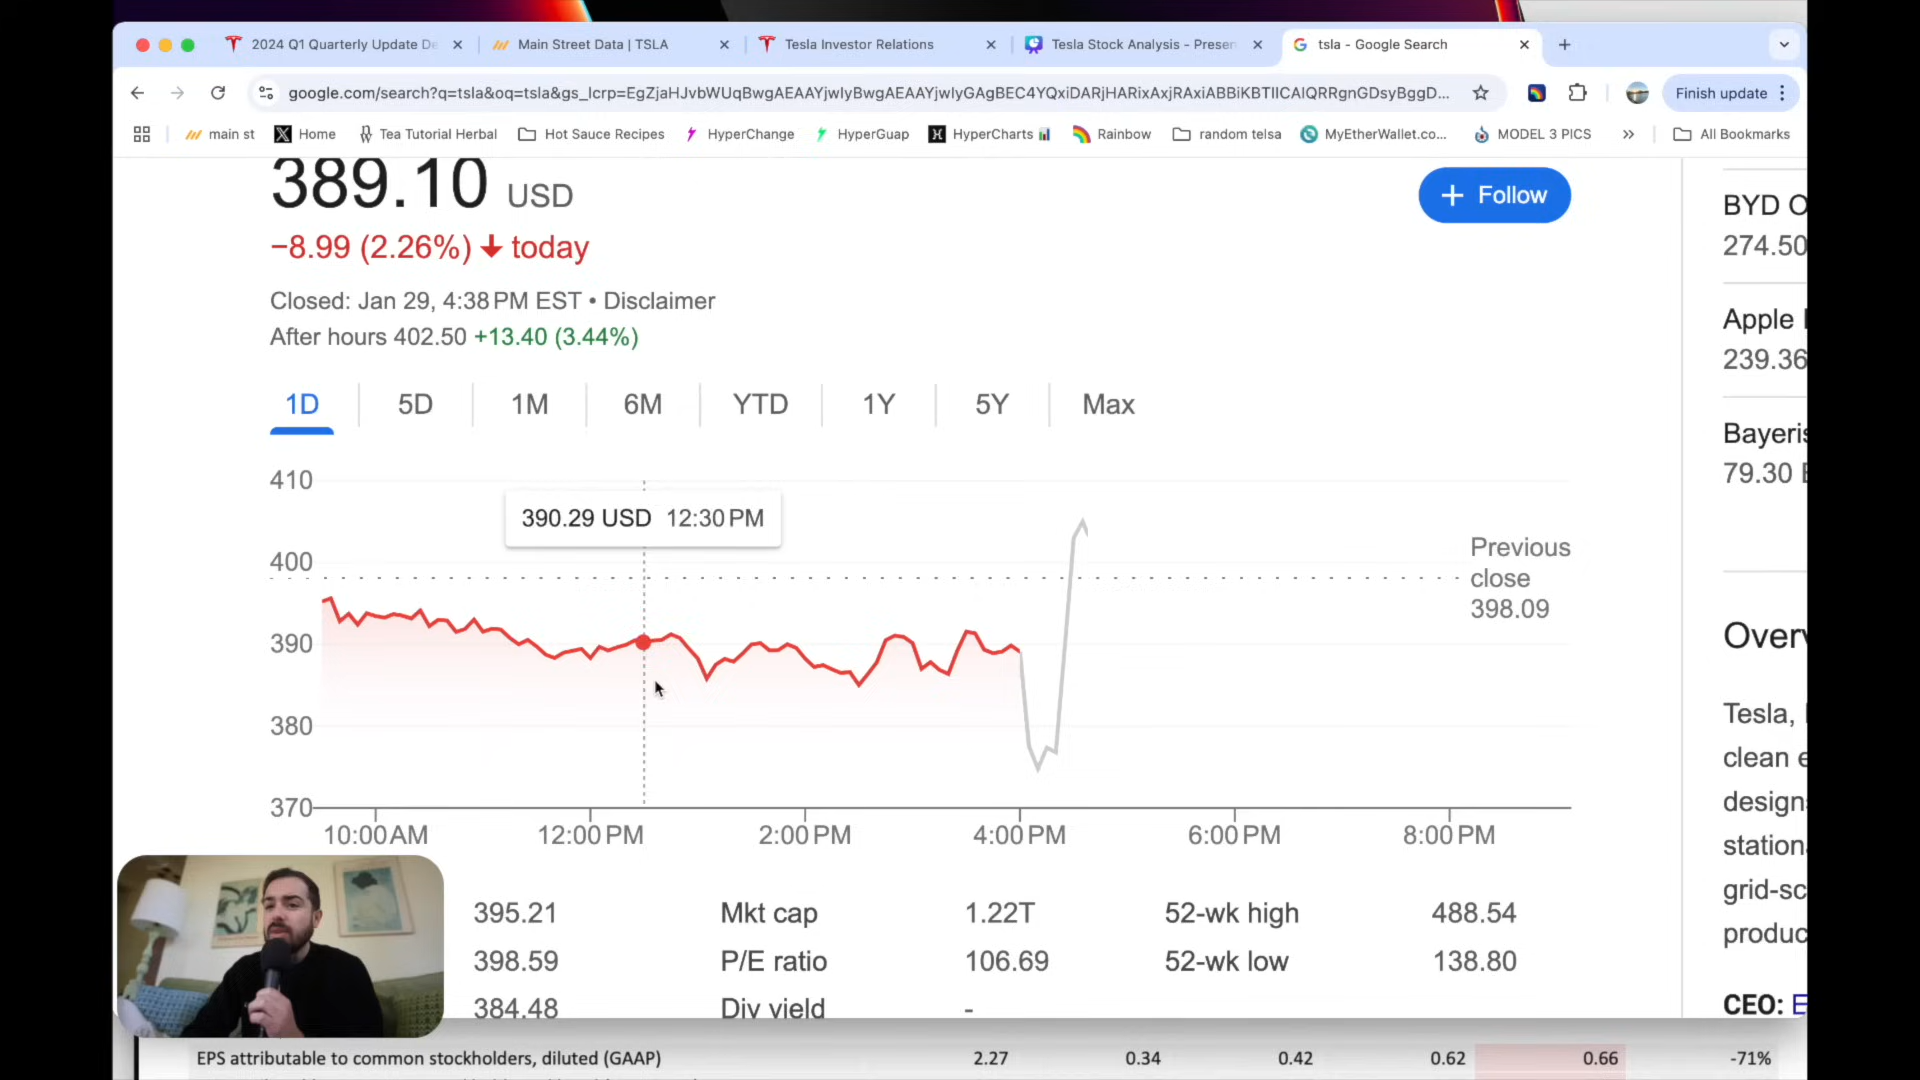 2024 Q1 Quarterly Update De
Main Street Data | TSLA
Tesla Investor Relations
Tesla Stock Analysis - Presen
tsla - Google Search
google.com/search?q=tsla&oq=tsla&gs_lcrp=EgZjaHJvbWUqBwgAEAAYjwIyBwgAEAAYjwIyGAgBEC4YQxiDARjHARixAxjRAxiABBiKBTIICAIQRRgnGDsyBggD...
Finish update
main st
Home
Tea Tutorial Herbal
Hot Sauce Recipes
HyperChange
HyperGuap
HyperCharts
Rainbow
random telsa
MyEtherWallet.co...
MODEL 3 PICS
All Bookmarks
389.10 USD
+ Follow
−8.99 (2.26%) ↓ today
Closed: Jan 29, 4:38 PM EST • Disclaimer
After hours 402.50 +13.40 (3.44%)
1D 5D 1M 6M YTD 1Y 5Y Max
410
390.29 USD 12:30 PM
400
Previous
close
398.09
390
380
370
10:00 AM 12:00 PM 2:00 PM 4:00 PM 6:00 PM 8:00 PM
395.21 Mkt cap 1.22T 52-wk high 488.54
398.59 P/E ratio 106.69 52-wk low 138.80
384.48 Div yield -
BYD
274.50
Apple
239.36
Bayeris
79.30
Overv
Tesla,
clean e
design
station
grid-sc
produc
CEO: E
EPS attributable to common stockholders, diluted (GAAP) 2.27 0.34 0.42 0.62 0.66 -71%